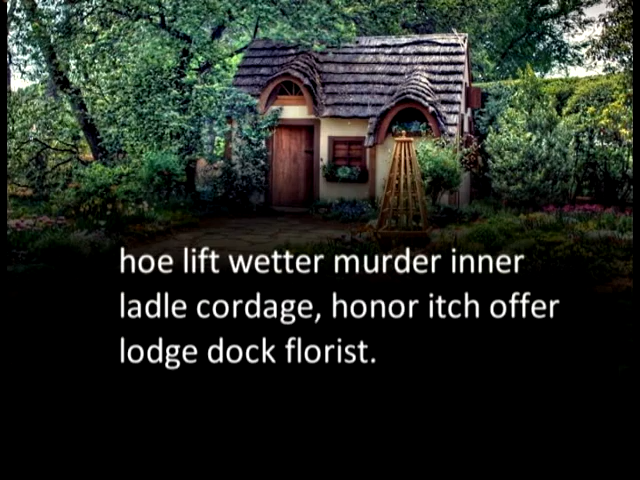 hoe lift wetter murder inner
ladle cordage, honor itch offer
lodge dock florist.